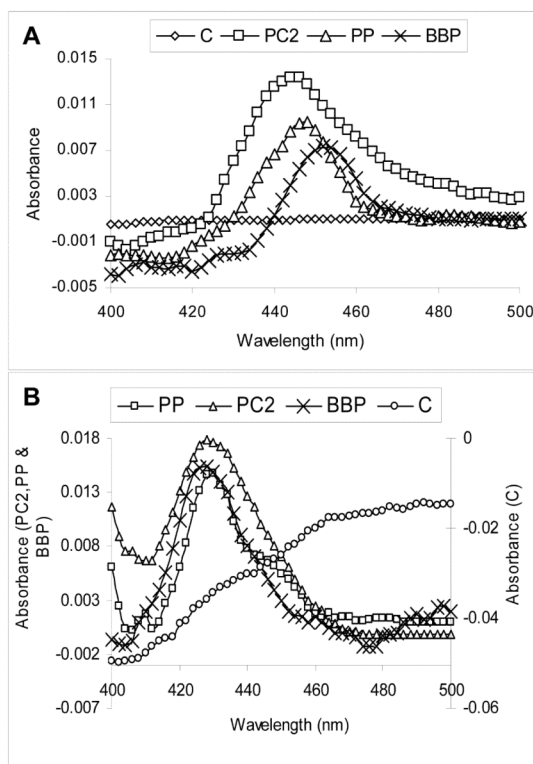 A
C PC2 PP BBP
0.015
0.011
0.007
0.003
-0.001
-0.005
Absorbance
400 420 440 460 480 500
Wavelength (nm)
B
PP PC2 BBP C
0.018
0.013
0.008
0.003
-0.002
-0.007
Absorbance (PC2,PP &
BBP)
0
-0.02
-0.04
-0.06
Absorbance (C)
400 420 440 460 480 500
Wavelength (nm)